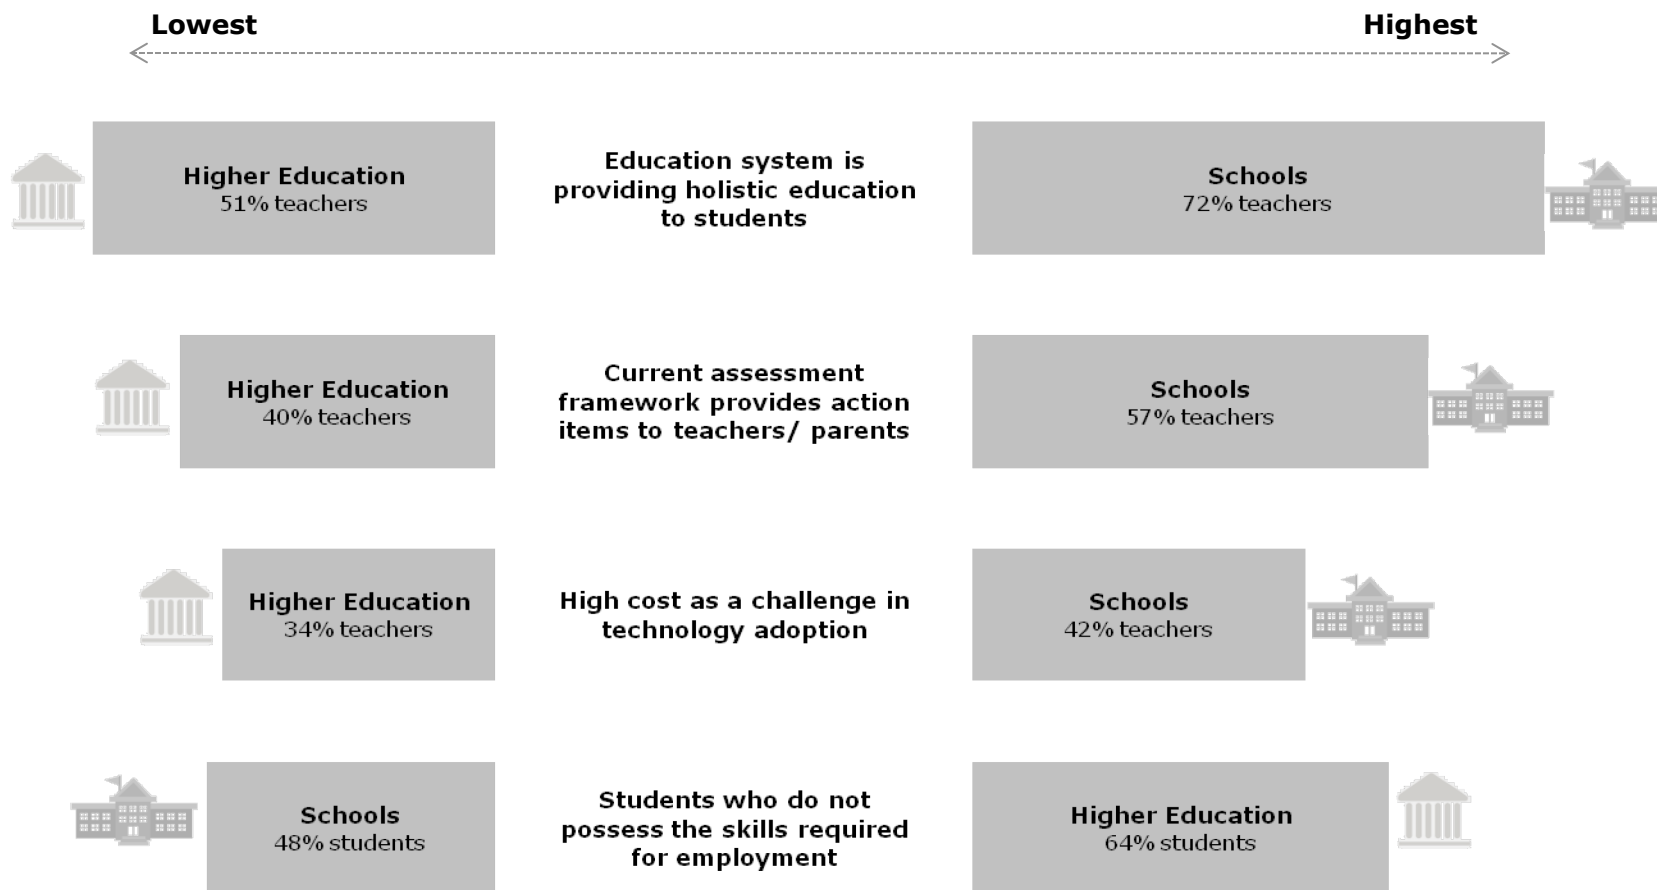 Lowest
Highest
Higher Education
51% teachers
Education system is
providing holistic education
to students
Schools
72% teachers
Higher Education
40% teachers
Current assessment
framework provides action
items to teachers/ parents
Schools
57% teachers
Higher Education
34% teachers
High cost as a challenge in
technology adoption
Schools
42% teachers
Schools
48% students
Students who do not
possess the skills required
for employment
Higher Education
64% students